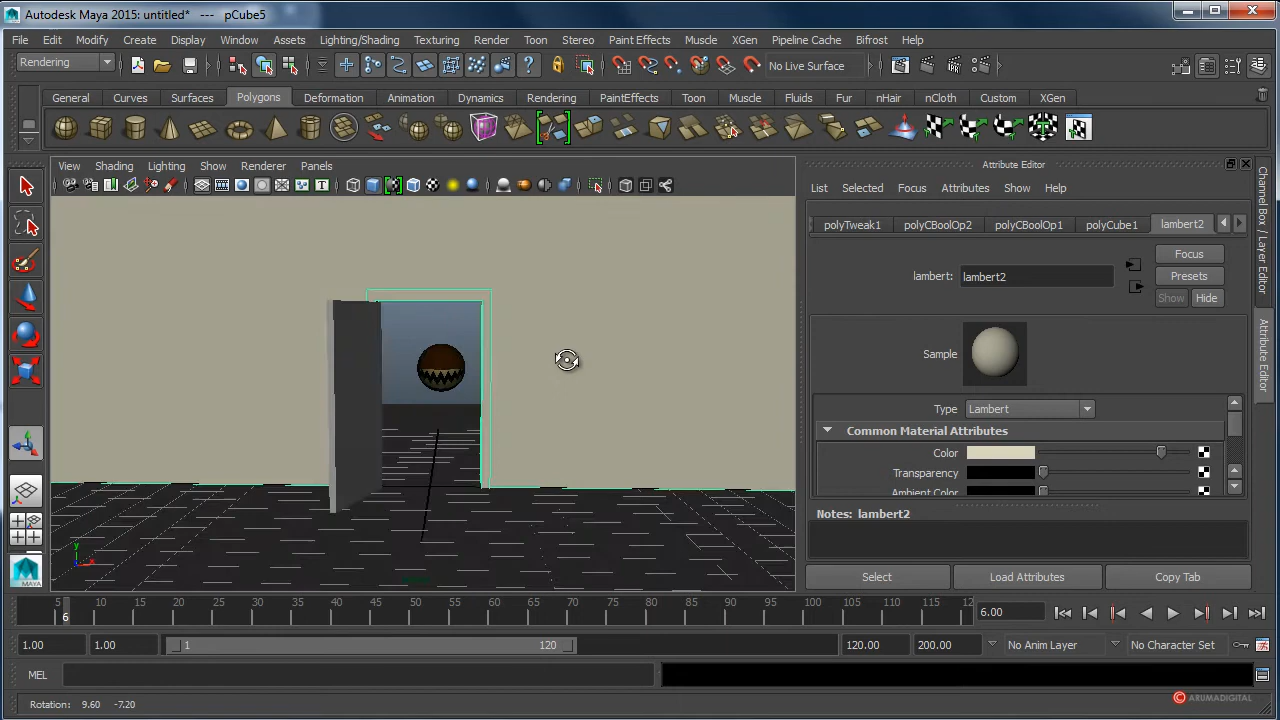 Autodesk Maya 2015: untitled*   ---   pCube5
File Edit Modify Create Display Window Assets Lighting/Shading Texturing Render Toon Stereo Paint Effects Muscle XGen Pipeline Cache Bifrost Help
Rendering No Live Surface
General Curves Surfaces Polygons Deformation Animation Dynamics Rendering PaintEffects Toon Muscle Fluids Fur nHair nCloth Custom XGen
View Shading Lighting Show Renderer Panels
Attribute Editor
List Selected Focus Attributes Show Help
polyTweak1 polyCBoolOp2 polyCBoolOp1 polyCube1 lambert2
Focus
lambert: lambert2 Presets
Show Hide
Sample
Type Lambert
Common Material Attributes
Color
Transparency
Ambient Color
Notes: lambert2
Select Load Attributes Copy Tab
Channel Box / Layer Editor
Attribute Editor
y
x
MAYA
5 10 15 20 25 30 35 40 45 50 55 60 65 70 75 80 85 90 95 100 105 110 115 12
6 6.00
1.00 1.00 1 120 120.00 200.00 No Anim Layer No Character Set
MEL
Rotation: 9.60 -7.20
© ARUMADIGITAL